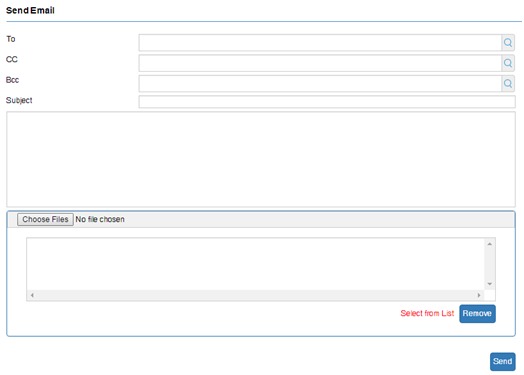 Send Email
To
CC
Bcc
Subject
Choose Files No file chosen
Select from List Remove
Send